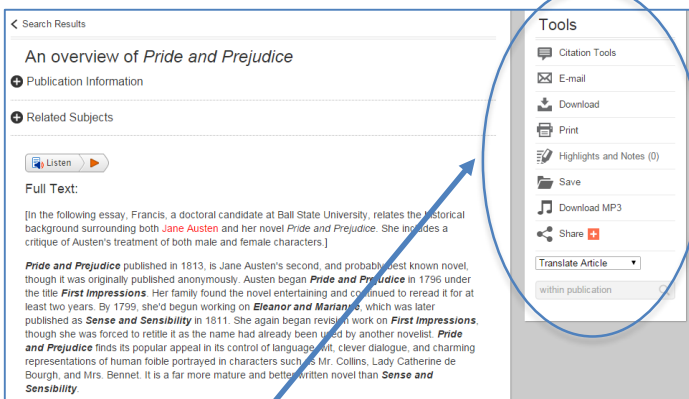 Search Results
An overview of Pride and Prejudice
Publication Information
Related Subjects
Listen
Full Text:
[In the following essay, Francis, a doctoral candidate at Ball State University, relates the historical
background surrounding both Jane Austen and her novel Pride and Prejudice. She includes a
critique of Austen's treatment of both male and female characters.]
Pride and Prejudice published in 1813, is Jane Austen's second, and probably best known novel,
though it was originally published anonymously. Austen began Pride and Prejudice in 1796 under
the title First Impressions. Her family found the novel entertaining and continued to reread it for at
least two years. By 1799, she'd begun working on Eleanor and Marianne, which was later
published as Sense and Sensibility in 1811. She again began revision work on First Impressions,
though she was forced to retitle it as the name had already been used by another novelist. Pride
and Prejudice finds its popular appeal in its control of language, wit, clever dialogue, and charming
representations of human foible portrayed in characters such as Mr. Collins, Lady Catherine de
Bourgh, and Mrs. Bennet. It is a far more mature and better written novel than Sense and
Sensibility.
Tools
Citation Tools
E-mail
Download
Print
Highlights and Notes (0)
Save
Download MP3
Share
Translate Article
within publication